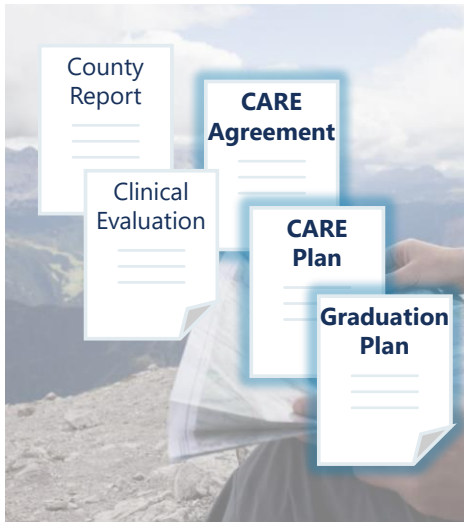 County
Report
CARE
Agreement
Clinical
Evaluation
CARE
Plan
Graduation
Plan